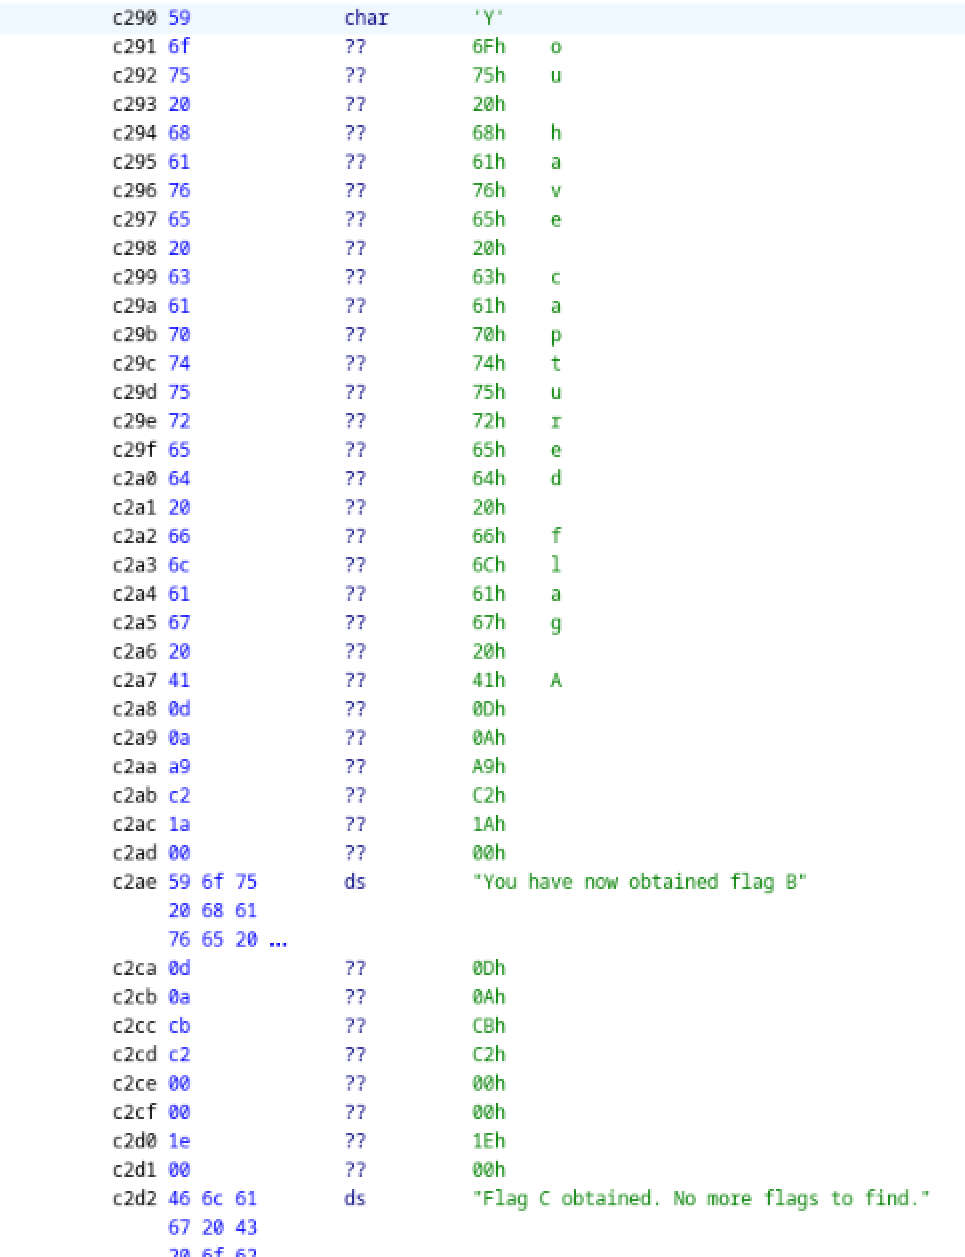 c290 59 char 'Y'
c291 6f ?? 6Fh o
c292 75 ?? 75h u
c293 20 ?? 20h
c294 68 ?? 68h h
c295 61 ?? 61h a
c296 76 ?? 76h v
c297 65 ?? 65h e
c298 20 ?? 20h
c299 63 ?? 63h c
c29a 61 ?? 61h a
c29b 70 ?? 70h p
c29c 74 ?? 74h t
c29d 75 ?? 75h u
c29e 72 ?? 72h r
c29f 65 ?? 65h e
c2a0 64 ?? 64h d
c2a1 20 ?? 20h
c2a2 66 ?? 66h f
c2a3 6c ?? 6Ch l
c2a4 61 ?? 61h a
c2a5 67 ?? 67h g
c2a6 20 ?? 20h
c2a7 41 ?? 41h A
c2a8 0d ?? 0Dh
c2a9 0a ?? 0Ah
c2aa a9 ?? A9h
c2ab c2 ?? C2h
c2ac 1a ?? 1Ah
c2ad 00 ?? 00h
c2ae 59 6f 75 ds "You have now obtained flag B"
20 68 61
76 65 20 ...
c2ca 0d ?? 0Dh
c2cb 0a ?? 0Ah
c2cc cb ?? CBh
c2cd c2 ?? C2h
c2ce 00 ?? 00h
c2cf 00 ?? 00h
c2d0 1e ?? 1Eh
c2d1 00 ?? 00h
c2d2 46 6c 61 ds "Flag C obtained. No more flags to find."
67 20 43
20 6f 62